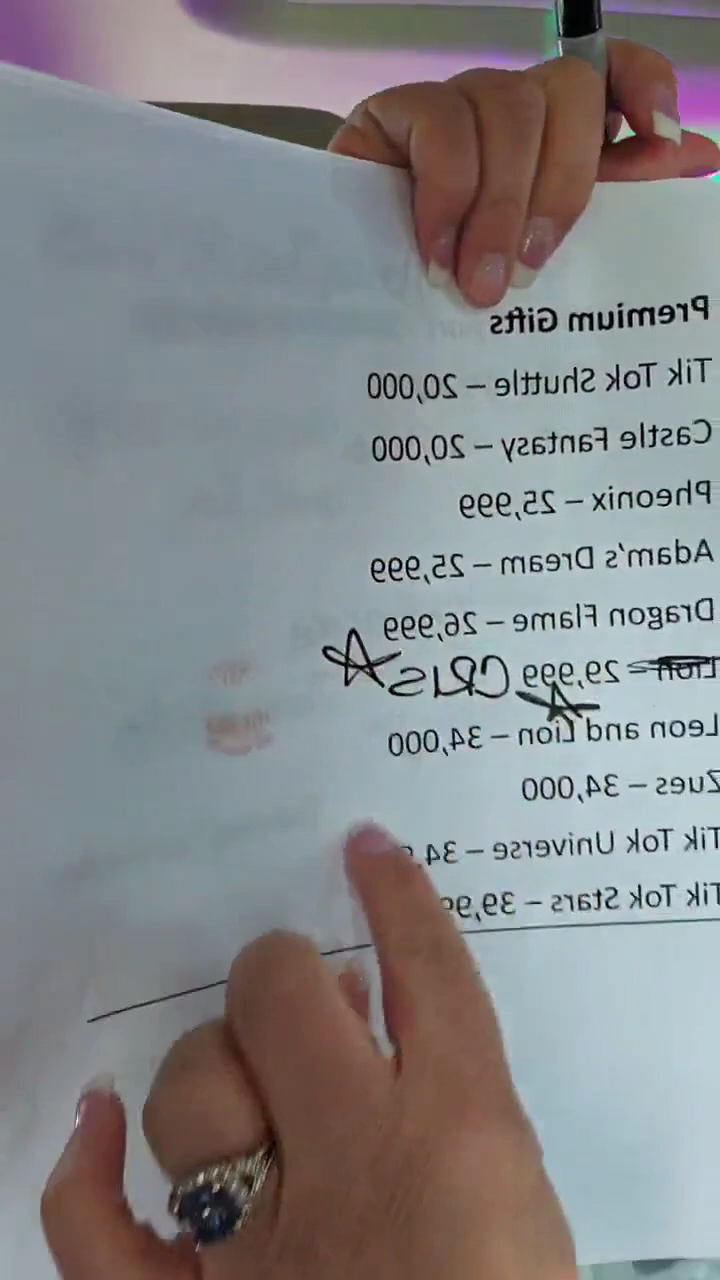 Premium Gifts
Tik Tok Shuttle – 20,000
Castle Fantasy – 20,000
Pheonix – 25,999
Adam's Dream – 25,999
Dragon Flame – 26,999
Lion – 29,999 CRIS
Leon and Lion – 34,000
Zues – 34,000
Tik Tok Universe – 34,
Tik Tok Stars – 39,99